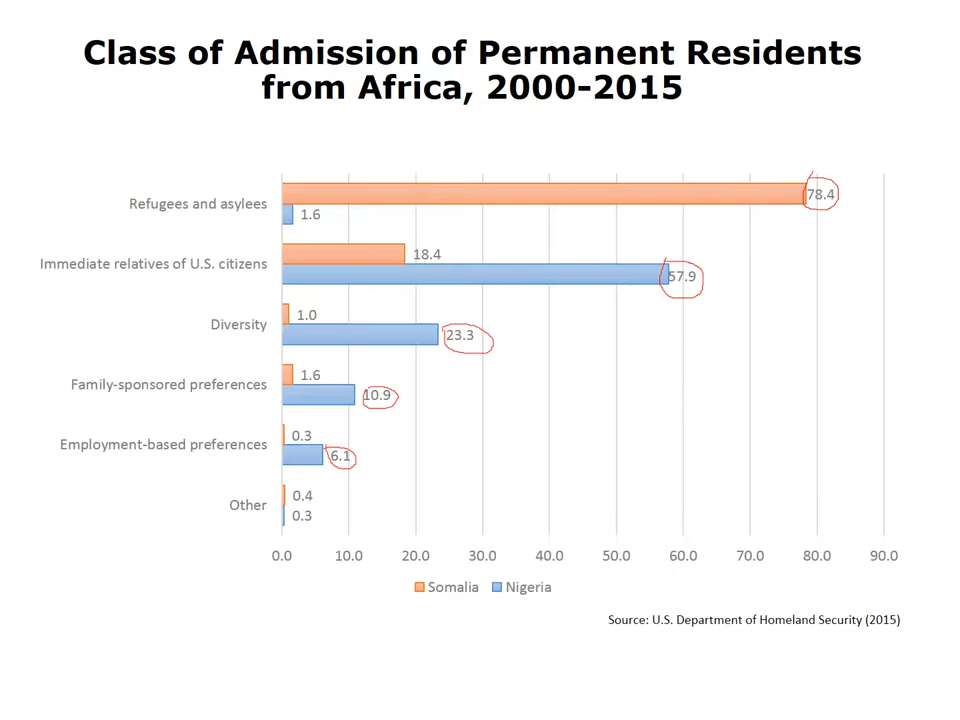 Class of Admission of Permanent Residents
from Africa, 2000-2015
Refugees and asylees
78.4
1.6
Immediate relatives of U.S. citizens
18.4
57.9
Diversity
1.0
23.3
Family-sponsored preferences
1.6
10.9
Employment-based preferences
0.3
6.1
Other
0.4
0.3
0.0 10.0 20.0 30.0 40.0 50.0 60.0 70.0 80.0 90.0
Somalia Nigeria
Source: U.S. Department of Homeland Security (2015)